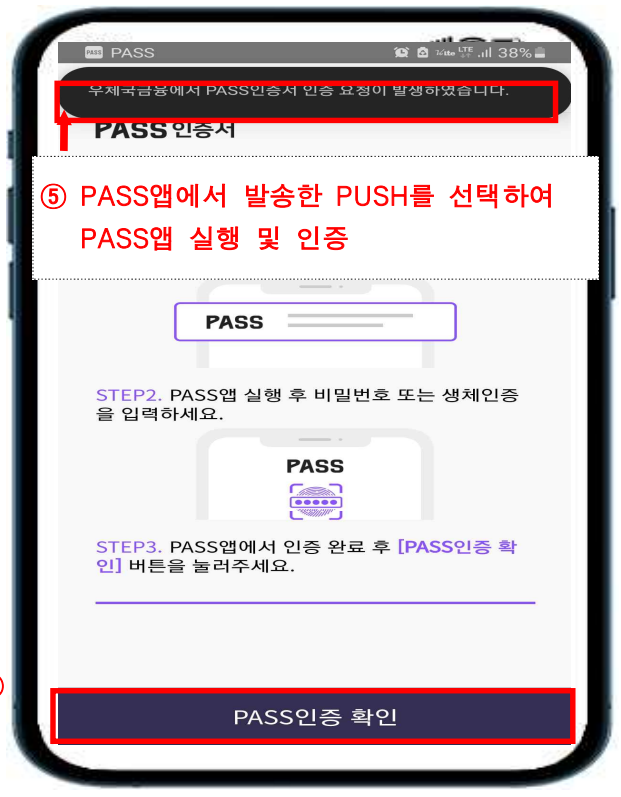 PASS PASS LTE 38%
우체국금융에서 PASS인증서 인증 요청이 발생하였습니다.
PASS인증서
⑤ PASS앱에서 발송한 PUSH를 선택하여
PASS앱 실행 및 인증
PASS
STEP2. PASS앱 실행 후 비밀번호 또는 생체인증
을 입력하세요.
PASS
STEP3. PASS앱에서 인증 완료 후 [PASS인증 확
인] 버튼을 눌러주세요.
PASS인증 확인